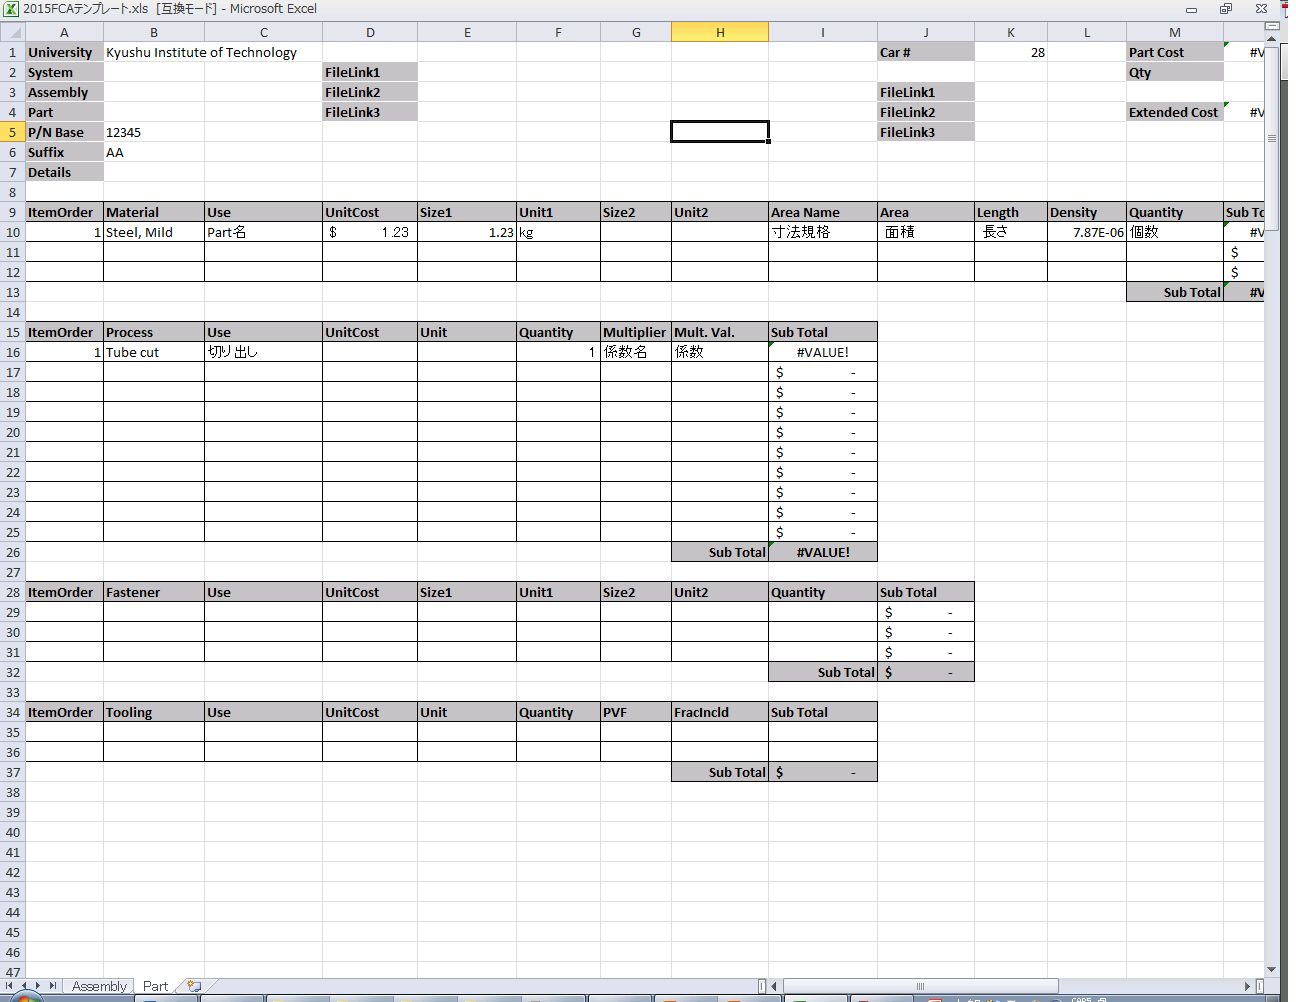 2015FCAテンプレート.xls [互換モード] - Microsoft Excel
A B C D E F G H I J K L M
1 University Kyushu Institute of Technology Car # 28 Part Cost #V
2 System FileLink1 Qty
3 Assembly FileLink2 FileLink1
4 Part FileLink3 FileLink2 Extended Cost #V
5 P/N Base 12345 FileLink3
6 Suffix AA
7 Details
8
9 ItemOrder Material Use UnitCost Size1 Unit1 Size2 Unit2 Area Name Area Length Density Quantity Sub To
10 1 Steel, Mild Part名 $ 1.23 1.23 kg 寸法規格 面積 長さ 7.87E-06 個数 #V
11 $
12 $
13 Sub Total #V
14
15 ItemOrder Process Use UnitCost Unit Quantity Multiplier Mult. Val. Sub Total
16 1 Tube cut 切り出し 1 係数名 係数 #VALUE!
17 $ -
18 $ -
19 $ -
20 $ -
21 $ -
22 $ -
23 $ -
24 $ -
25 $ -
26 Sub Total #VALUE!
27
28 ItemOrder Fastener Use UnitCost Size1 Unit1 Size2 Unit2 Quantity Sub Total
29 $ -
30 $ -
31 $ -
32 Sub Total $ -
33
34 ItemOrder Tooling Use UnitCost Unit Quantity PVF FracIncld Sub Total
35
36
37 Sub Total $ -
38
39
40
41
42
43
44
45
46
47
Assembly Part